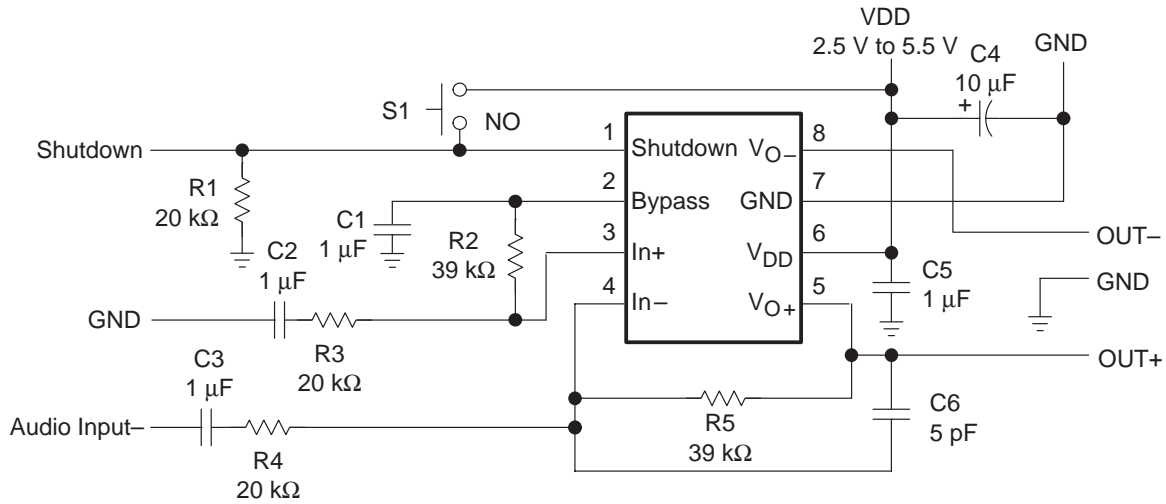 VDD
2.5 V to 5.5 V
C4
10 μF
+
GND
S1
NO
Shutdown
1
Shutdown
VO−
8
R1
20 kΩ
2
Bypass
GND
7
C1
1 μF
R2
39 kΩ
3
In+
VDD
6
OUT−
C2
1 μF
4
In−
VO+
5
C5
1 μF
GND
GND
R3
20 kΩ
OUT+
C3
1 μF
Audio Input−
R4
20 kΩ
R5
39 kΩ
C6
5 pF